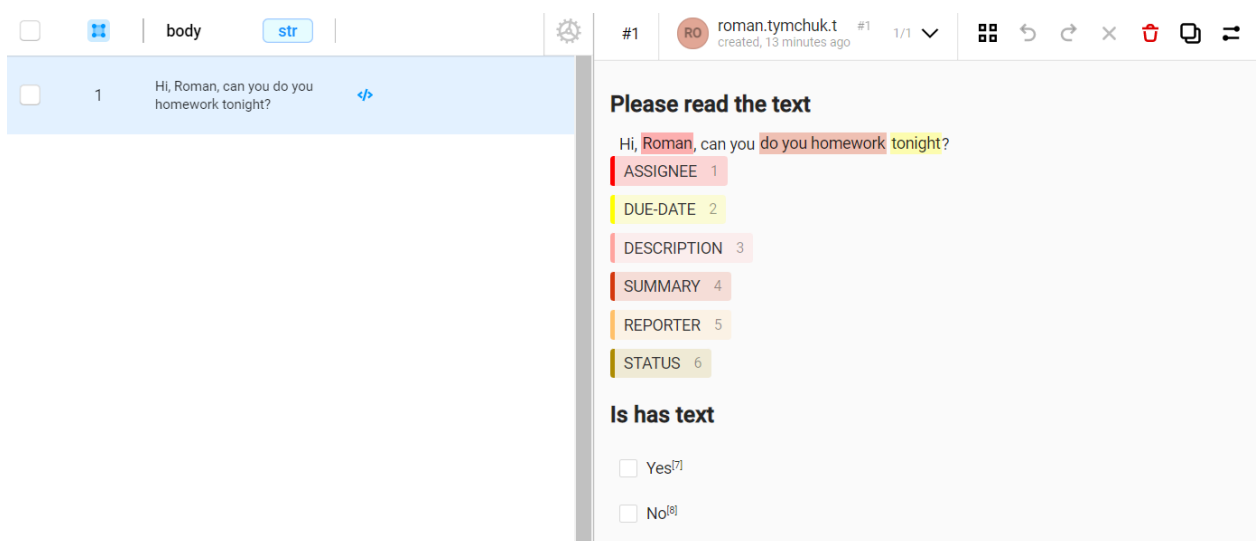 body str
1 Hi, Roman, can you do you
homework tonight? </>
#1 RO roman.tymchuk.t #1 1/1
created, 13 minutes ago
Please read the text
Hi, Roman, can you do you homework tonight?
ASSIGNEE 1
DUE-DATE 2
DESCRIPTION 3
SUMMARY 4
REPORTER 5
STATUS 6
Is has text
Yes[7]
No[8]